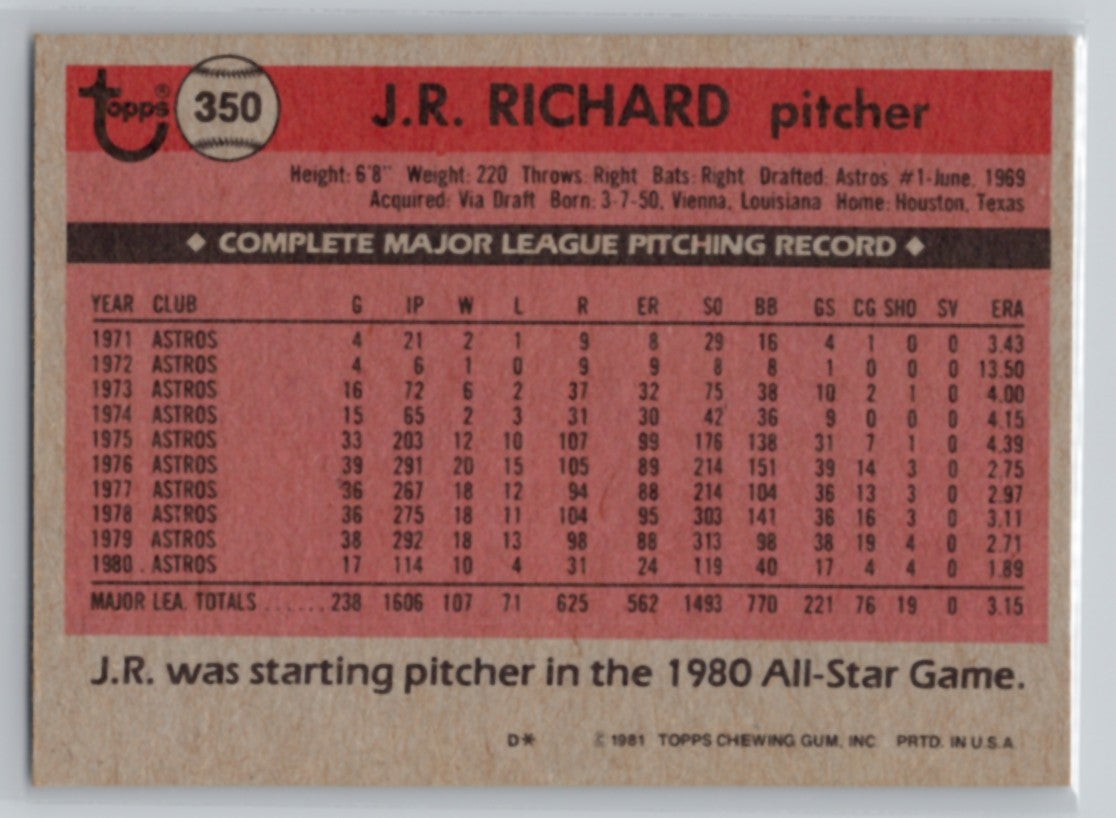 topps® 350 J.R. RICHARD pitcher
Height: 6'8" Weight: 220 Throws: Right Bats: Right Drafted: Astros #1-June, 1969
Acquired: Via Draft Born: 3-7-50, Vienna, Louisiana Home: Houston, Texas
◆ COMPLETE MAJOR LEAGUE PITCHING RECORD ◆
YEAR CLUB G IP W L R ER SO BB GS CG SHO SV ERA
1971 ASTROS 4 21 2 1 9 8 29 16 4 1 0 0 3.43
1972 ASTROS 4 6 1 0 9 9 8 8 1 0 0 0 13.50
1973 ASTROS 16 72 6 2 37 32 75 38 10 2 1 0 4.00
1974 ASTROS 15 65 2 3 31 30 42 36 9 0 0 0 4.15
1975 ASTROS 33 203 12 10 107 99 176 138 31 7 1 0 4.39
1976 ASTROS 39 291 20 15 105 89 214 151 39 14 3 0 2.75
1977 ASTROS 36 267 18 12 94 88 214 104 36 13 3 0 2.97
1978 ASTROS 36 275 18 11 104 95 303 141 36 16 3 0 3.11
1979 ASTROS 38 292 18 13 98 88 313 98 38 19 4 0 2.71
1980 . ASTROS 17 114 10 4 31 24 119 40 17 4 4 0 1.89
MAJOR LEA. TOTALS ....... 238 1606 107 71 625 562 1493 770 221 76 19 0 3.15
J.R. was starting pitcher in the 1980 All-Star Game.
D* © 1981 TOPPS CHEWING GUM, INC PRTD. IN U.S.A